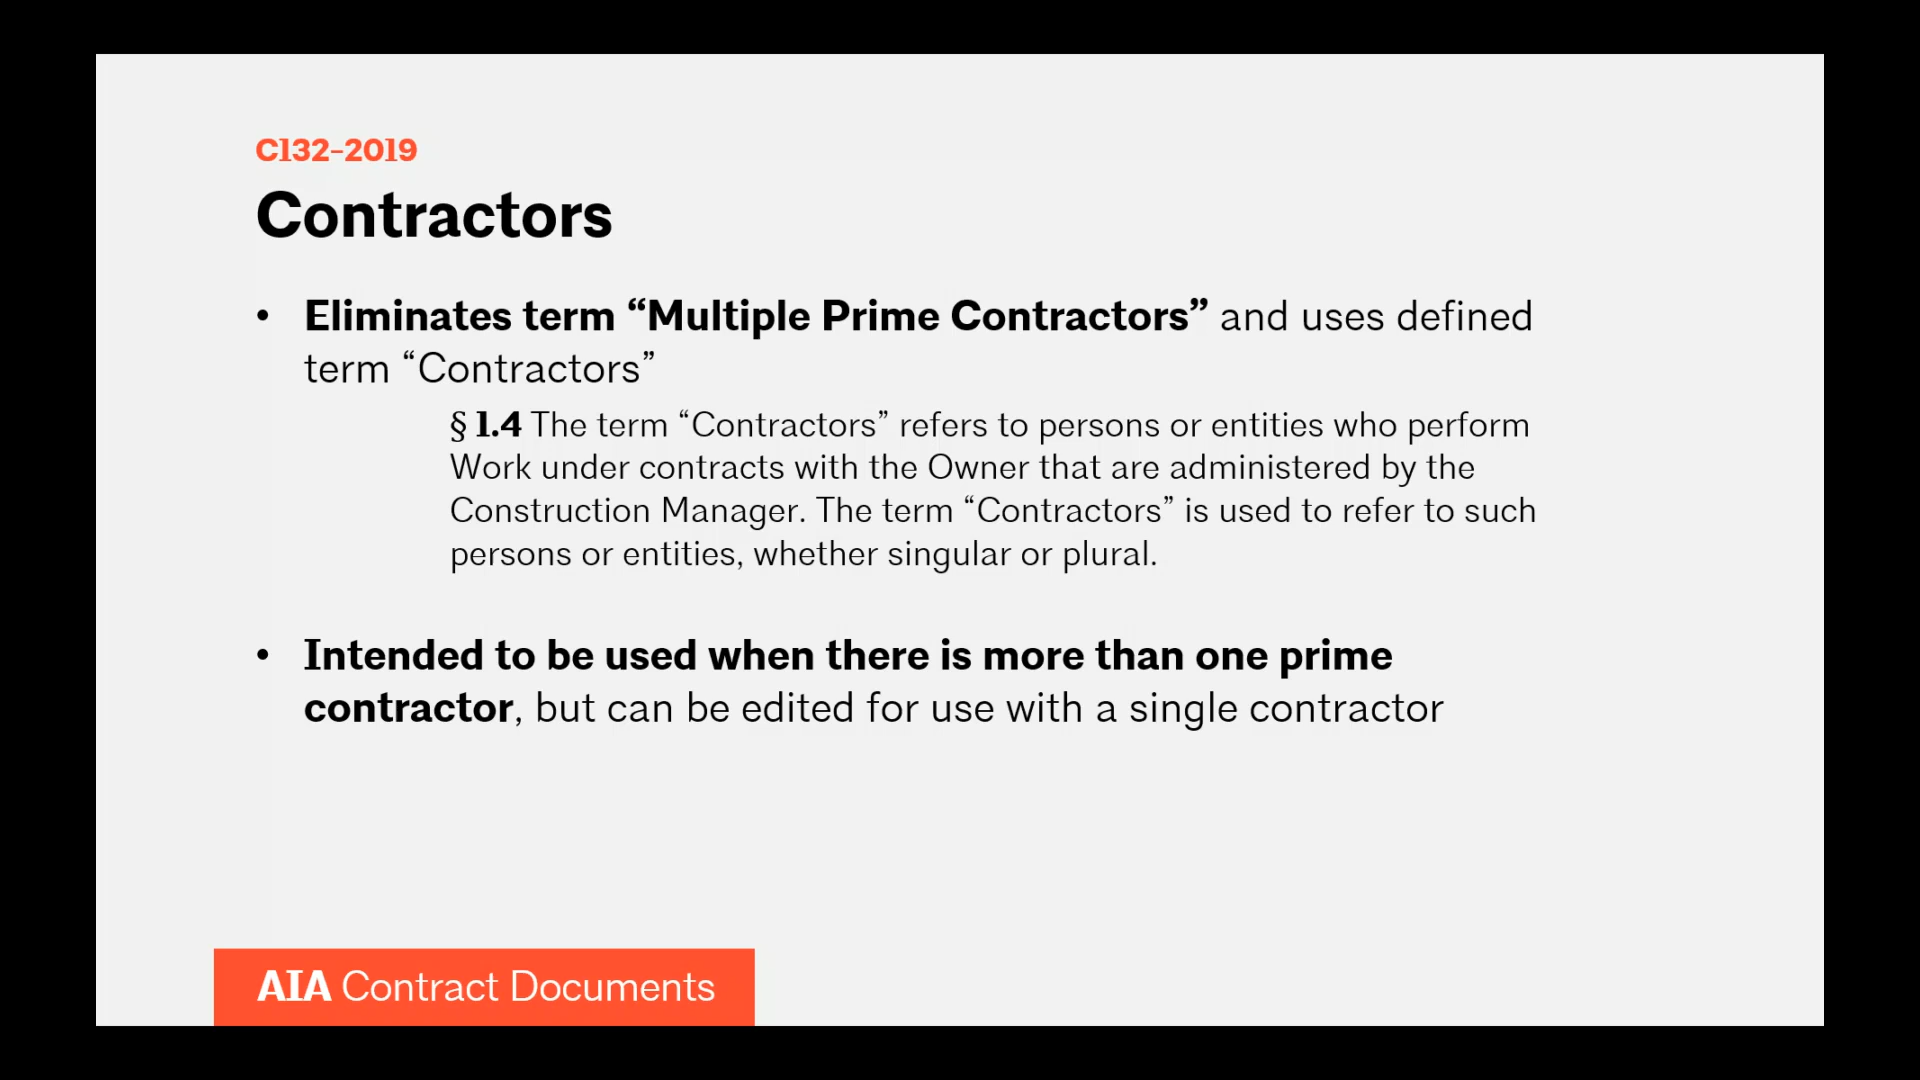 C132–2019
Contractors
• Eliminates term “Multiple Prime Contractors” and uses defined
term “Contractors”
§ 1.4 The term “Contractors” refers to persons or entities who perform
Work under contracts with the Owner that are administered by the
Construction Manager. The term “Contractors” is used to refer to such
persons or entities, whether singular or plural.
• Intended to be used when there is more than one prime
contractor, but can be edited for use with a single contractor
AIA Contract Documents